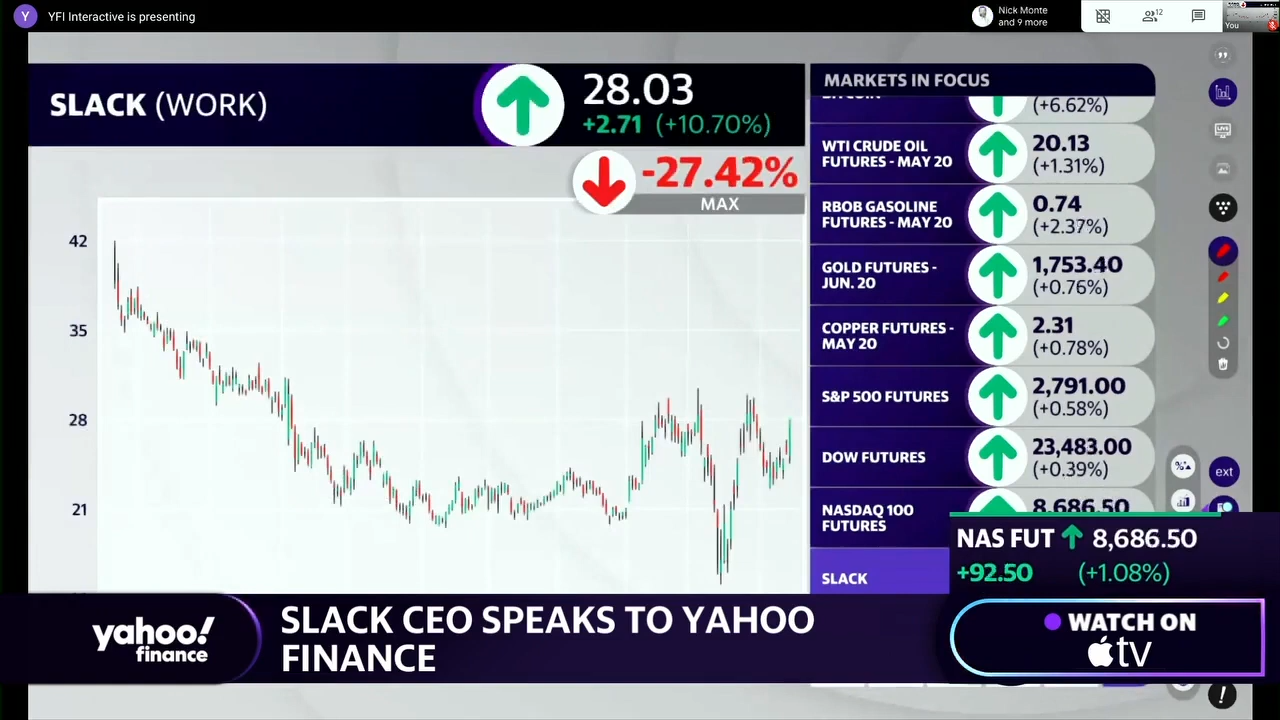 Y YFI Interactive is presenting
Nick Monte
and 9 more
12
You
SLACK (WORK)
28.03
+2.71 (+10.70%)
-27.42%
MAX
42
35
28
21
MARKETS IN FOCUS
BITCOIN
(+6.62%)
WTI CRUDE OIL
FUTURES - MAY 20
20.13
(+1.31%)
RBOB GASOLINE
FUTURES - MAY 20
0.74
(+2.37%)
GOLD FUTURES -
JUN. 20
1,753.40
(+0.76%)
COPPER FUTURES -
MAY 20
2.31
(+0.78%)
S&P 500 FUTURES
2,791.00
(+0.58%)
DOW FUTURES
23,483.00
(+0.39%)
NASDAQ 100
FUTURES
8,686.50
SLACK
LIVE
%
ext
NAS FUT 8,686.50
+92.50 (+1.08%)
yahoo!
finance
SLACK CEO SPEAKS TO YAHOO
FINANCE
WATCH ON
tv
!